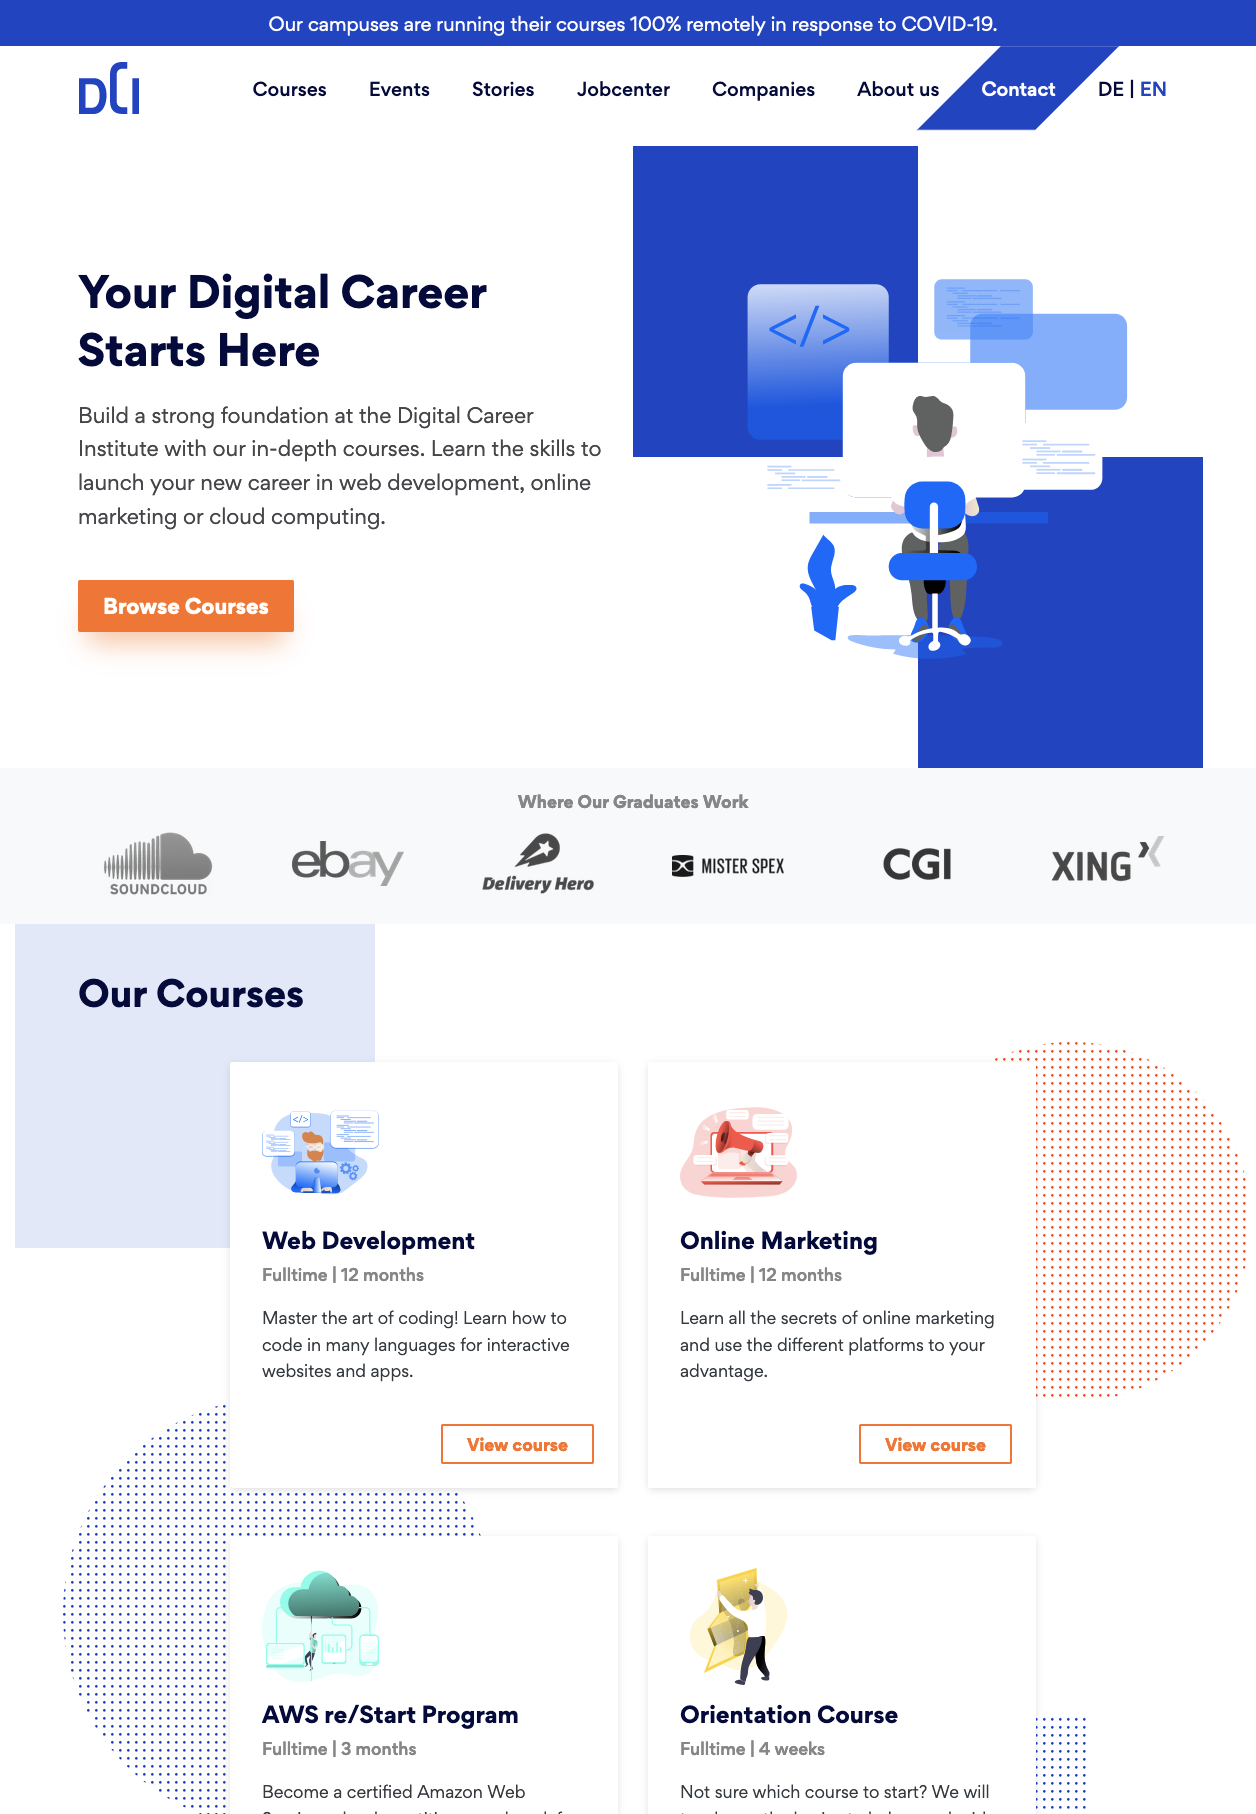 Our campuses are running their courses 100% remotely in response to COVID-19.
DCI Courses Events Stories Jobcenter Companies About us Contact DE | EN
Your Digital Career
Starts Here
Build a strong foundation at the Digital Career
Institute with our in-depth courses. Learn the skills to
launch your new career in web development, online
marketing or cloud computing.
Browse Courses
</>
Where Our Graduates Work
SOUNDCLOUD ebay Delivery Hero MISTER SPEX CGI XING
Our Courses
</>
Web Development
Fulltime | 12 months
Master the art of coding! Learn how to
code in many languages for interactive
websites and apps.
View course
Online Marketing
Fulltime | 12 months
Learn all the secrets of online marketing
and use the different platforms to your
advantage.
View course
AWS re/Start Program
Fulltime | 3 months
Become a certified Amazon Web
Orientation Course
Fulltime | 4 weeks
Not sure which course to start? We will